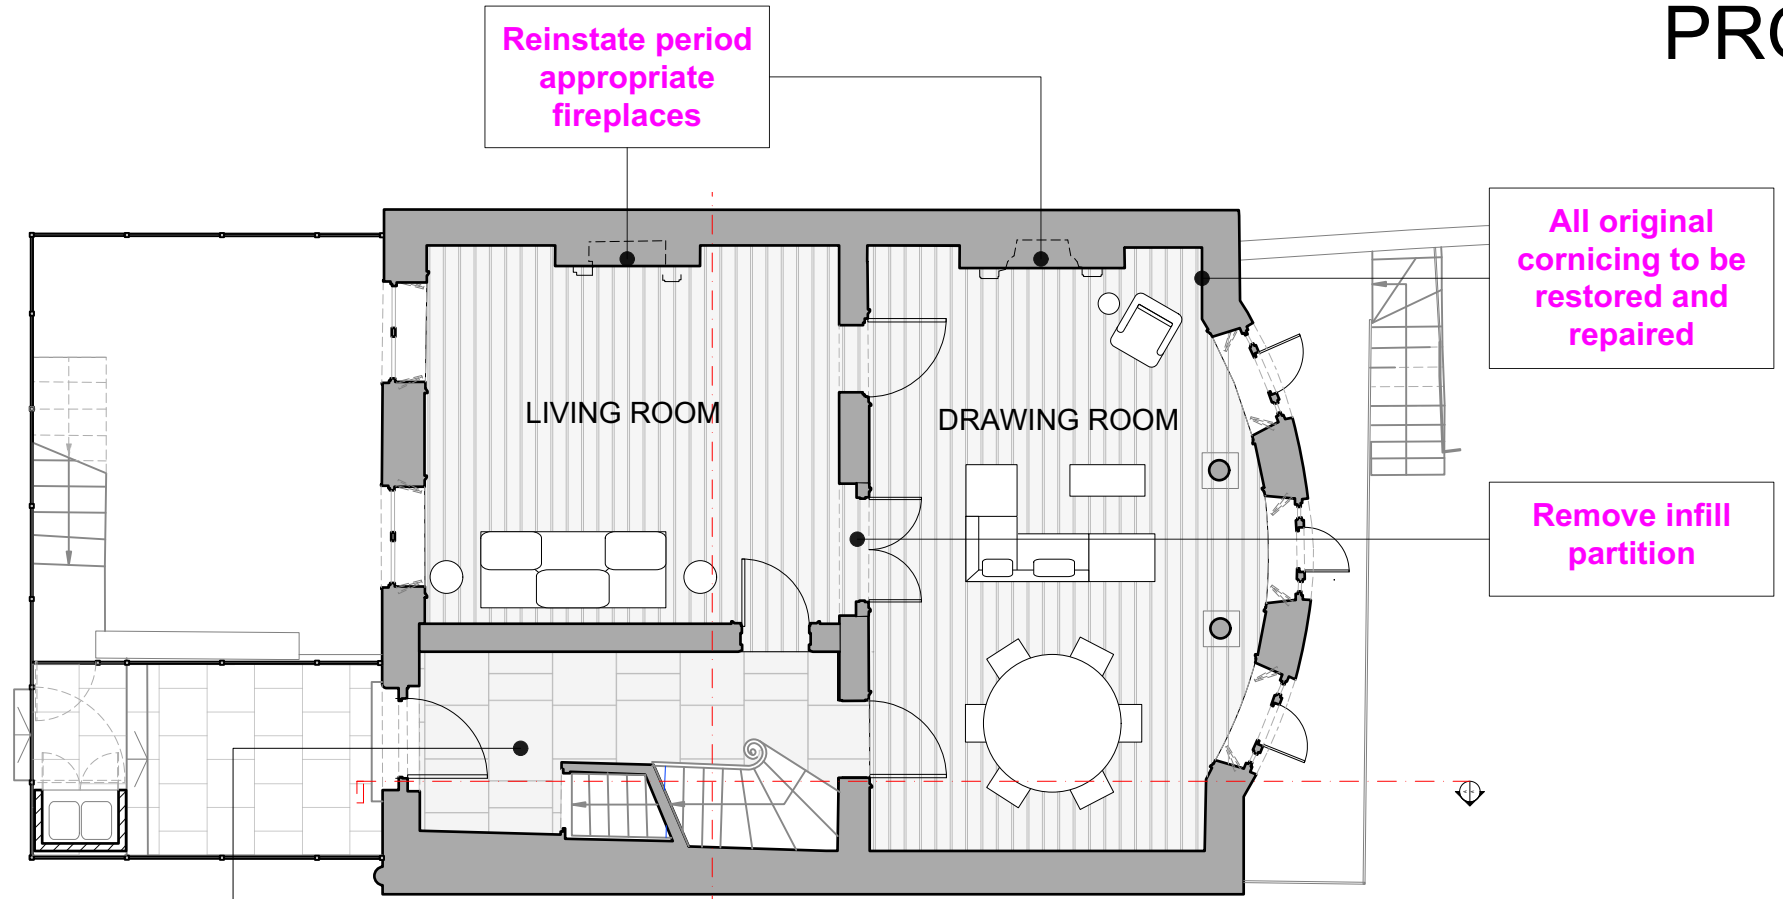 PRO
Reinstate period
appropriate
fireplaces
All original
cornicing to be
restored and
repaired
LIVING ROOM
DRAWING ROOM
Remove infill
partition